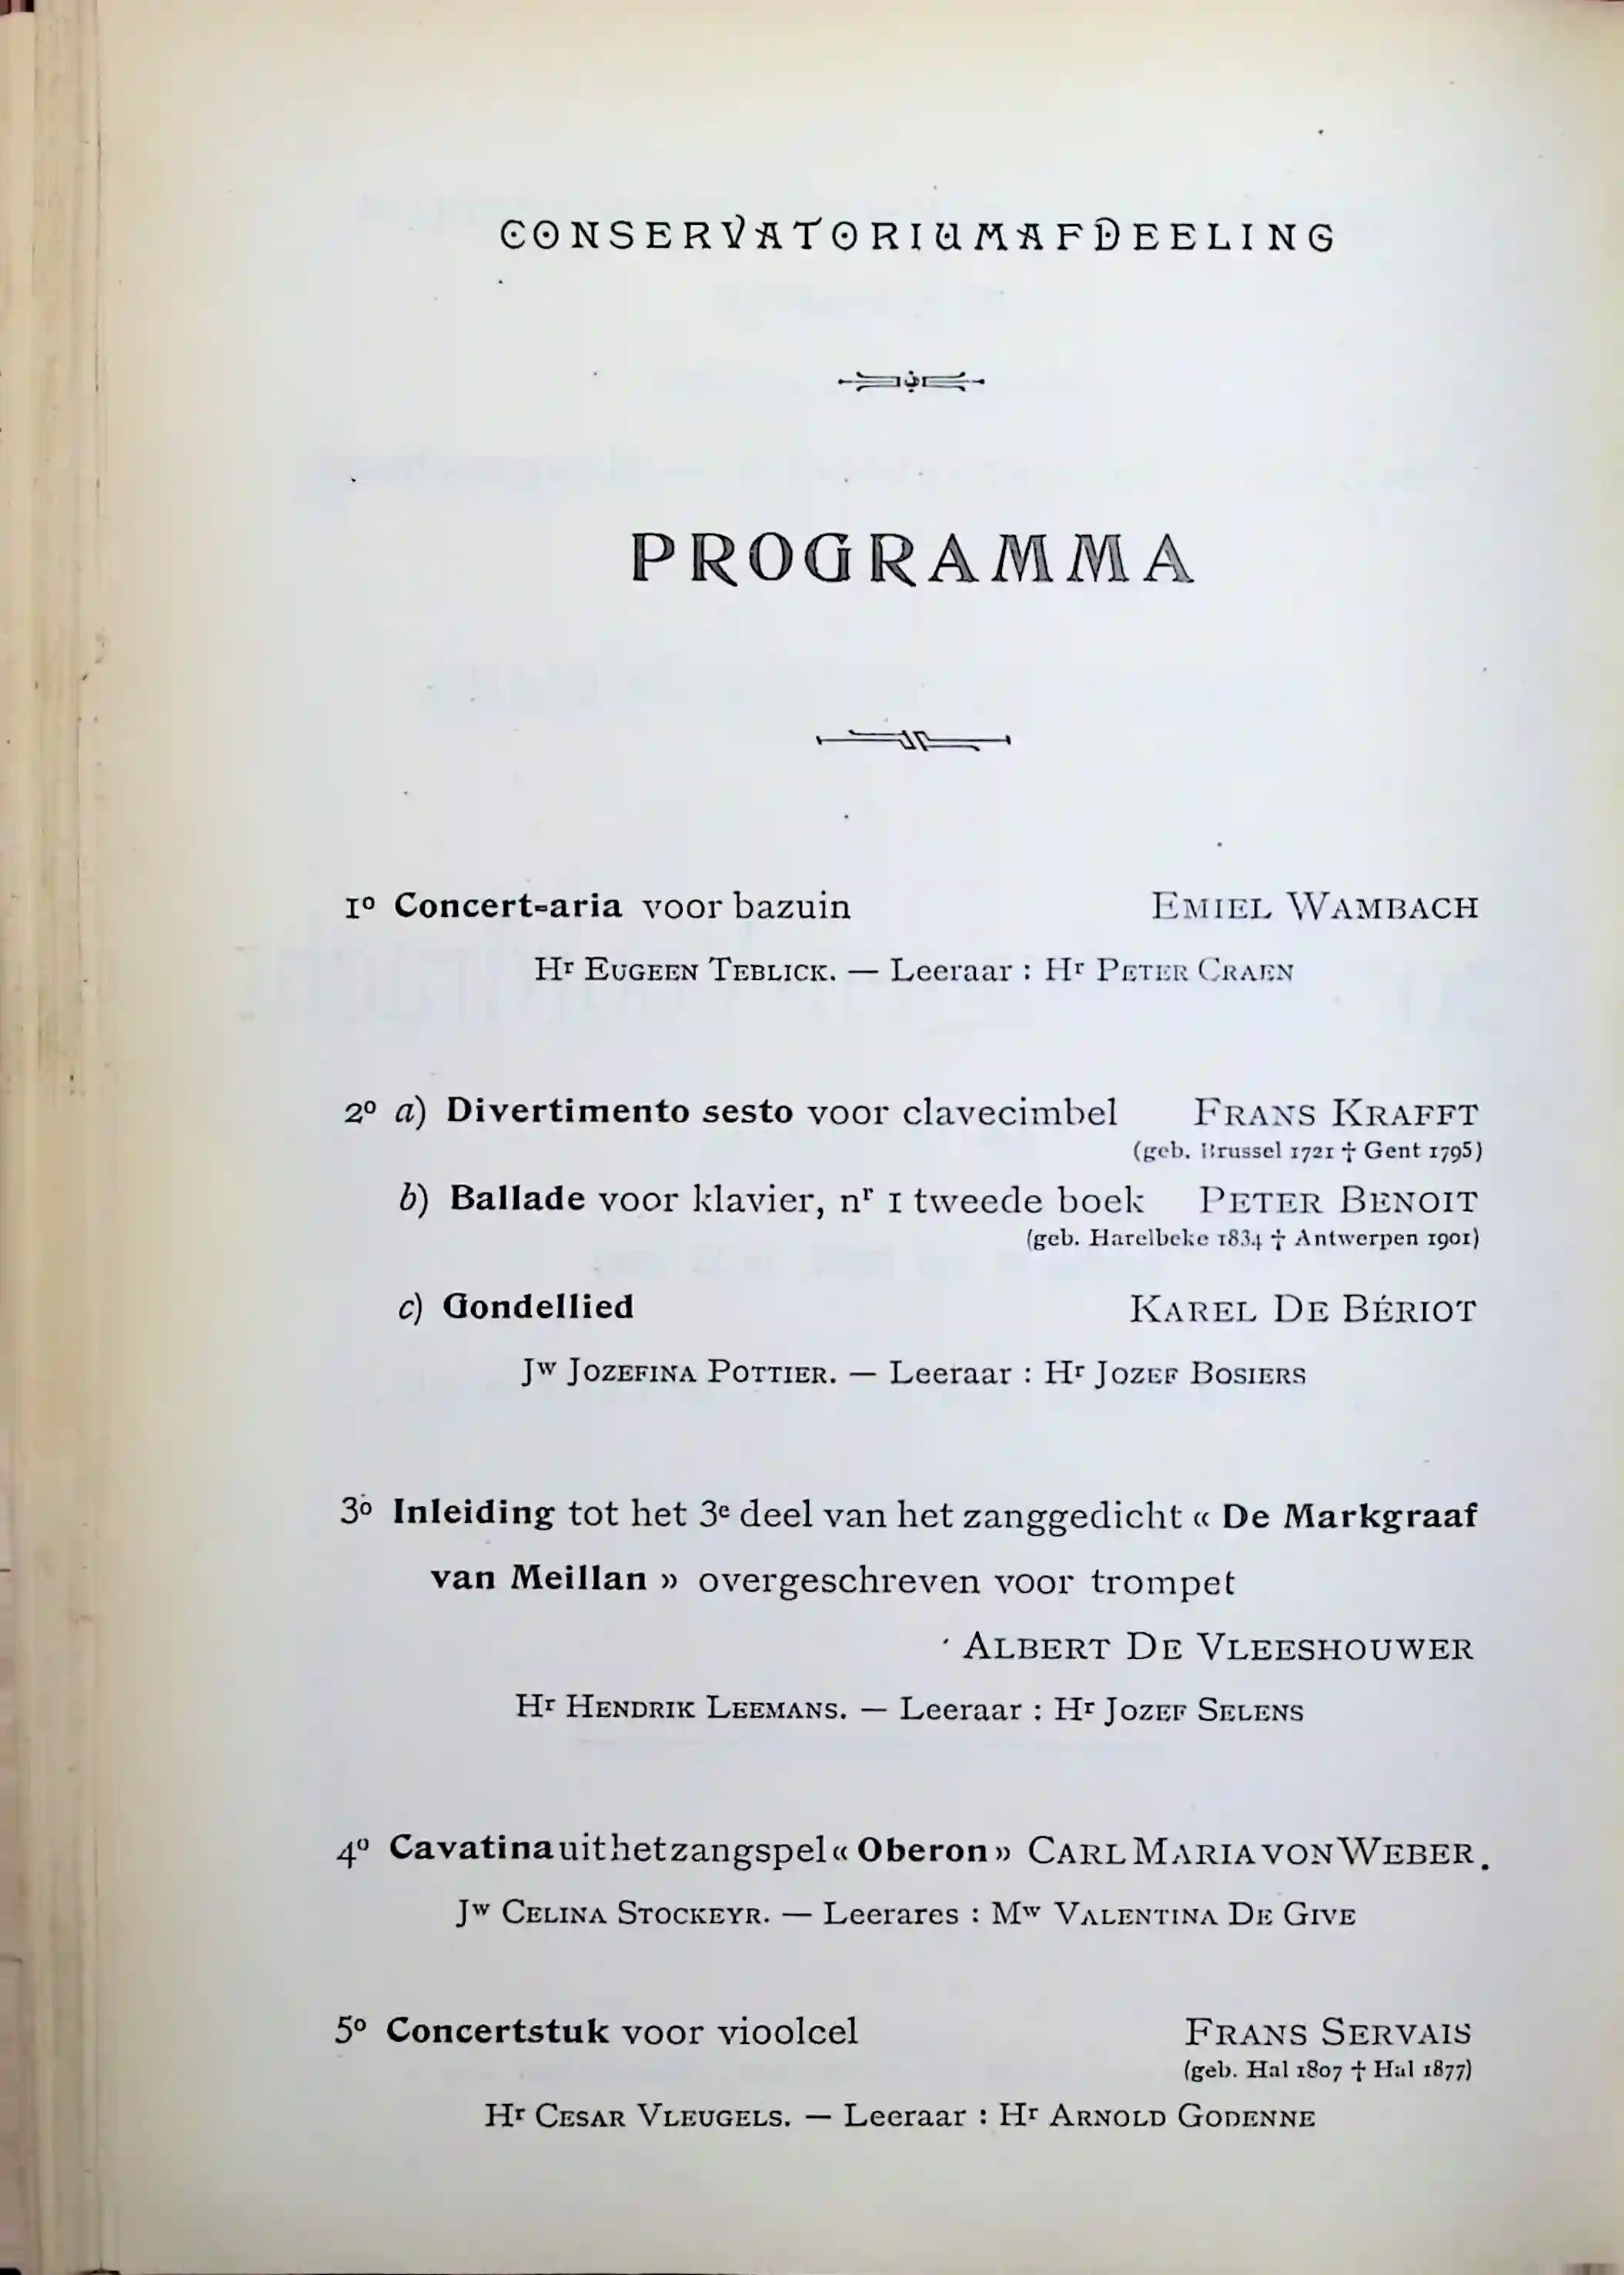 CONSERVATORIUMAFDEELING
PROGRAMMA
1º Concert-aria voor bazuin EMIEL WAMBACH
Hr EUGEEN TEBLICK. — Leeraar : Hr PETER CRAEN
2º a) Divertimento sesto voor clavecimbel FRANS KRAFFT
(geb. Brussel 1721 † Gent 1795)
b) Ballade voor klavier, nr 1 tweede boek PETER BENOIT
(geb. Harelbeke 1834 † Antwerpen 1901)
c) Gondellied KAREL DE BÉRIOT
Jw JOZEFINA POTTIER. — Leeraar : Hr JOZEF BOSIERS
3º Inleiding tot het 3e deel van het zanggedicht « De Markgraaf
van Meillan » overgeschreven voor trompet
ALBERT DE VLEESHOUWER
Hr HENDRIK LEEMANS. — Leeraar : Hr JOZEF SELENS
4º Cavatina uit het zangspel « Oberon » CARL MARIA VON WEBER.
Jw CELINA STOCKEYR. — Leerares : Mw VALENTINA DE GIVE
5º Concertstuk voor vioolcel FRANS SERVAIS
(geb. Hal 1807 † Hal 1877)
Hr CESAR VLEUGELS. — Leeraar : Hr ARNOLD GODENNE